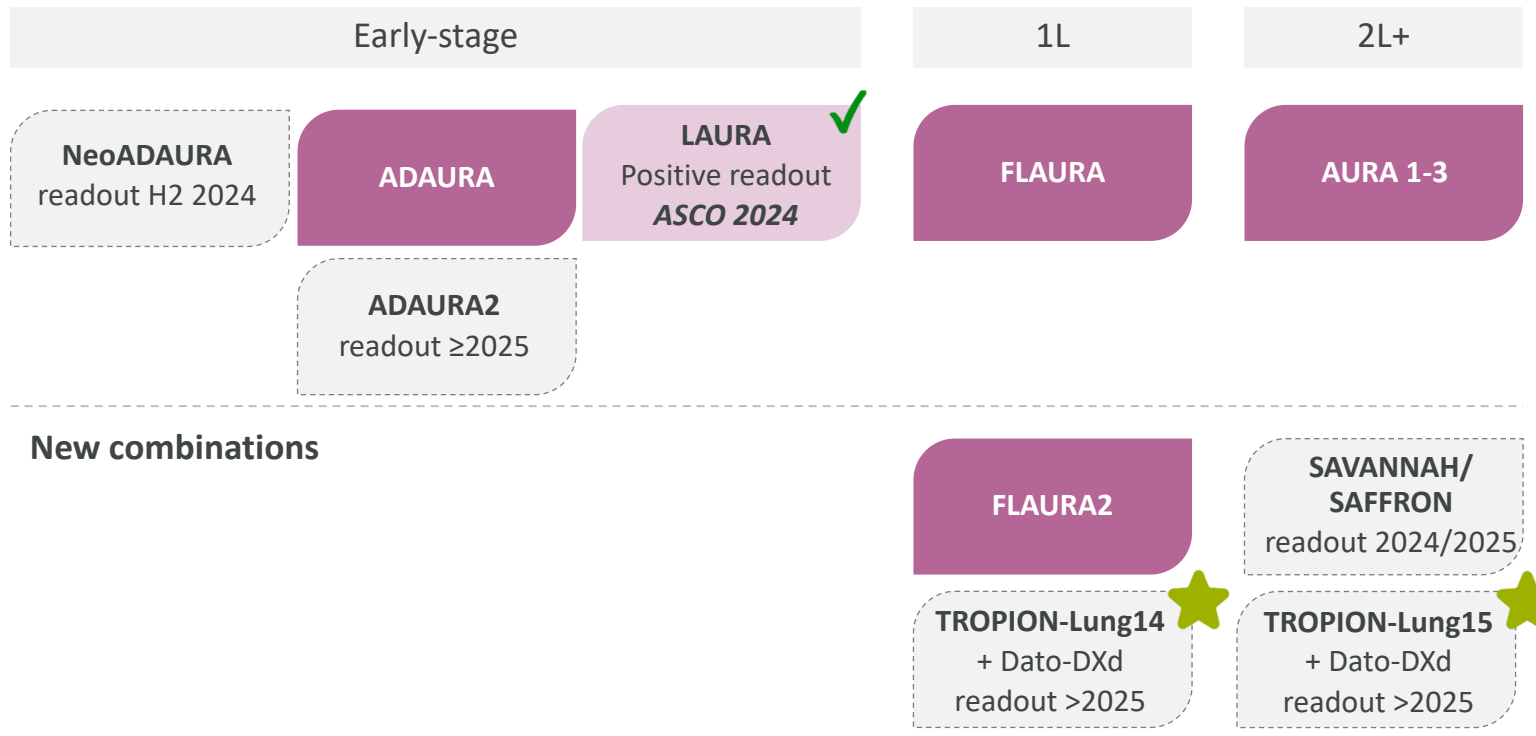 Early-stage
1L
2L+
NeoADAURA
readout H2 2024
ADAURA
LAURA
Positive readout
ASCO 2024
FLAURA
AURA 1-3
ADAURA2
readout ≥2025
New combinations
FLAURA2
SAVANNAH/
SAFFRON
readout 2024/2025
TROPION-Lung14
+ Dato-DXd
readout >2025
TROPION-Lung15
+ Dato-DXd
readout >2025